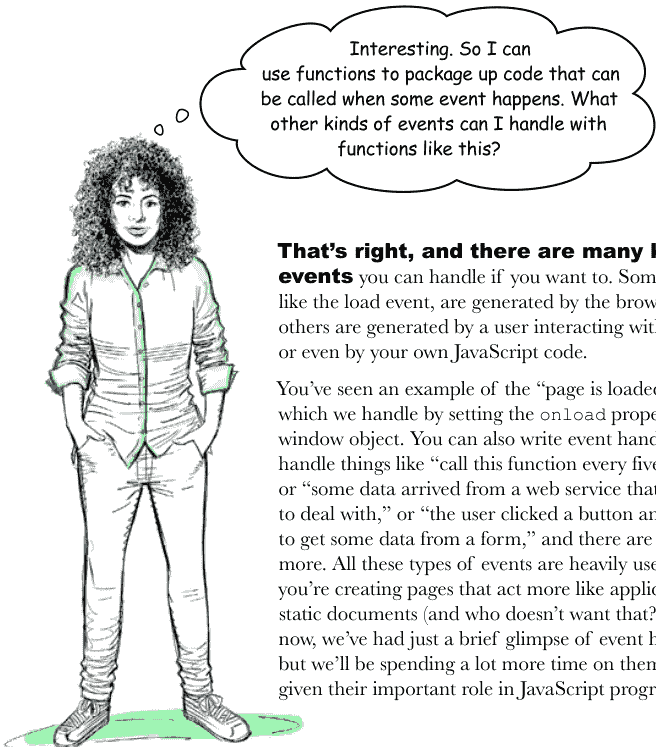 Interesting. So I can
use functions to package up code that can
be called when some event happens. What
other kinds of events can I handle with
functions like this?
That’s right, and there are many
events you can handle if you want to.
like the load event, are generated by the
others are generated by a user interacting
or even by your own JavaScript code.
You’ve seen an example of the “page is loaded
which we handle by setting the onload
window object. You can also write event
handle things like “call this function every five
or “some data arrived from a web service that
to deal with,” or “the user clicked a button
to get some data from a form,” and there are
more. All these types of events are heavily
you’re creating pages that act more like
static documents (and who doesn’t want that?
now, we’ve had just a brief glimpse of event
but we’ll be spending a lot more time on them
given their important role in JavaScript